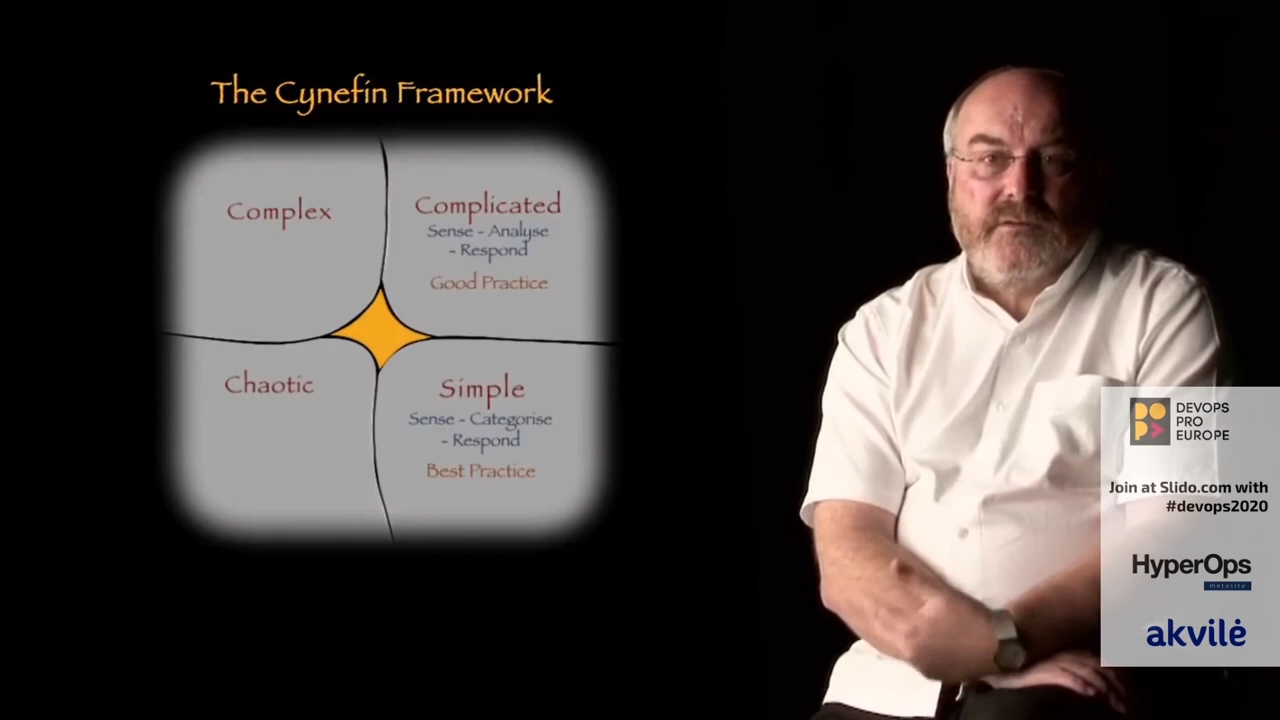 The Cynefin Framework
Complex
Complicated
Sense - Analyse
- Respond
Good Practice
Chaotic
Simple
Sense - Categorise
- Respond
Best Practice
DEVOPS
PRO
EUROPE
Join at Slido.com with
#devops2020
HyperOps
metasite
akvilė